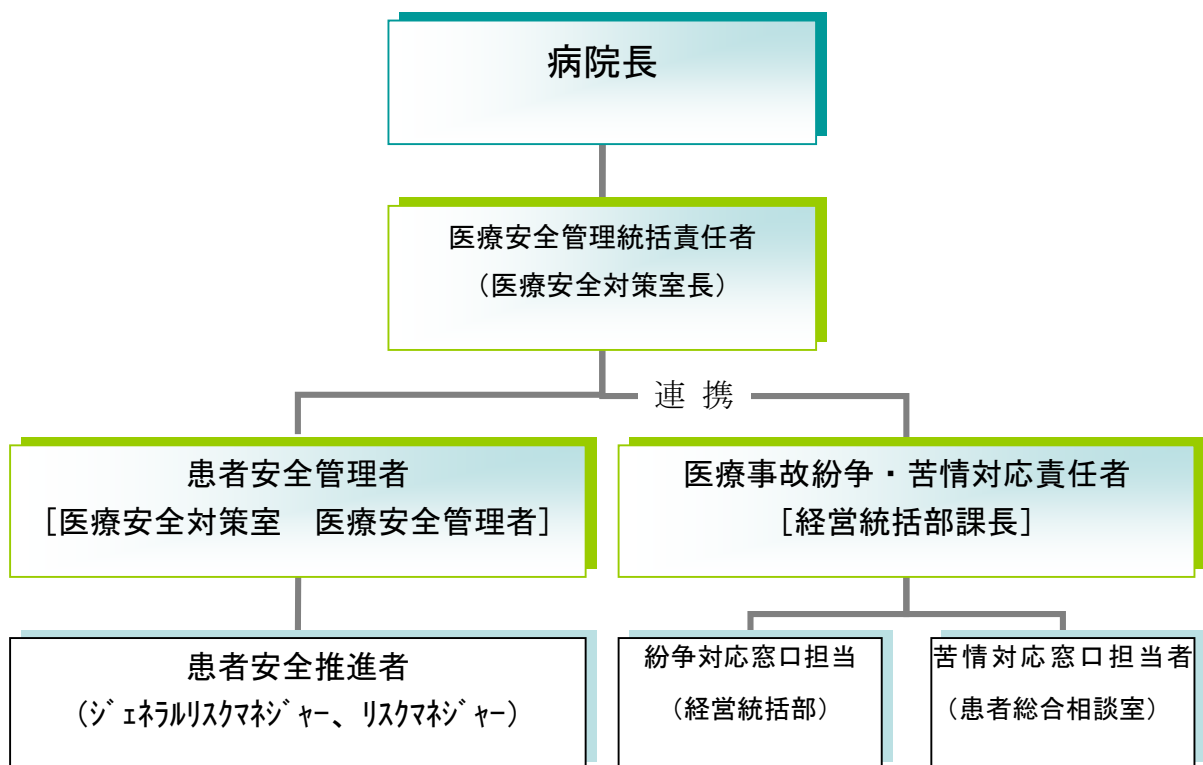 病院長
医療安全管理統括責任者
（医療安全対策室長）
連 携
患者安全管理者
［医療安全対策室　医療安全管理者］
医療事故紛争・苦情対応責任者
［経営統括部課長］
患者安全推進者
（ｼﾞｪﾈﾗﾙﾘｽｸﾏﾈｼﾞｬｰ、ﾘｽｸﾏﾈｼﾞｬｰ）
紛争対応窓口担当
（経営統括部）
苦情対応窓口担当者
（患者総合相談室）